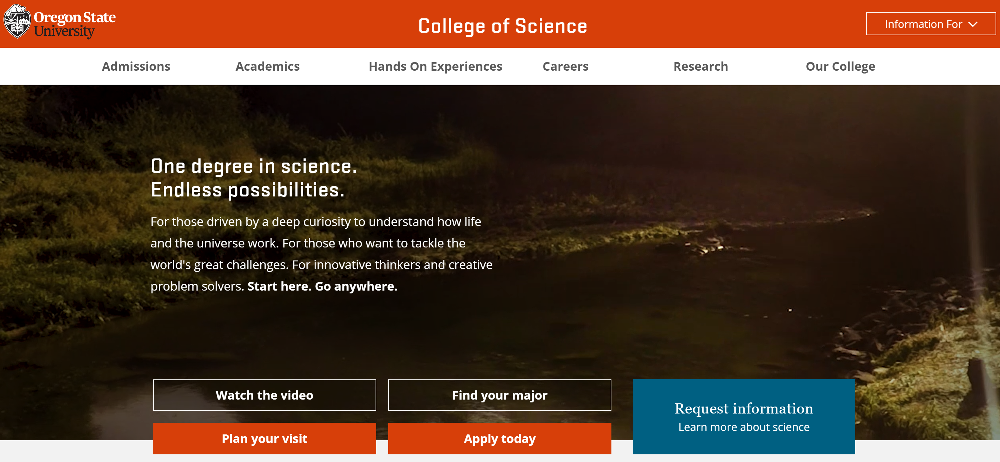 Oregon State
University
College of Science
Information For
Admissions
Academics
Hands On Experiences
Careers
Research
Our College
One degree in science.
Endless possibilities.
For those driven by a deep curiosity to understand how life
and the universe work. For those who want to tackle the
world's great challenges. For innovative thinkers and creative
problem solvers. Start here. Go anywhere.
Watch the video
Find your major
Plan your visit
Apply today
Request information
Learn more about science